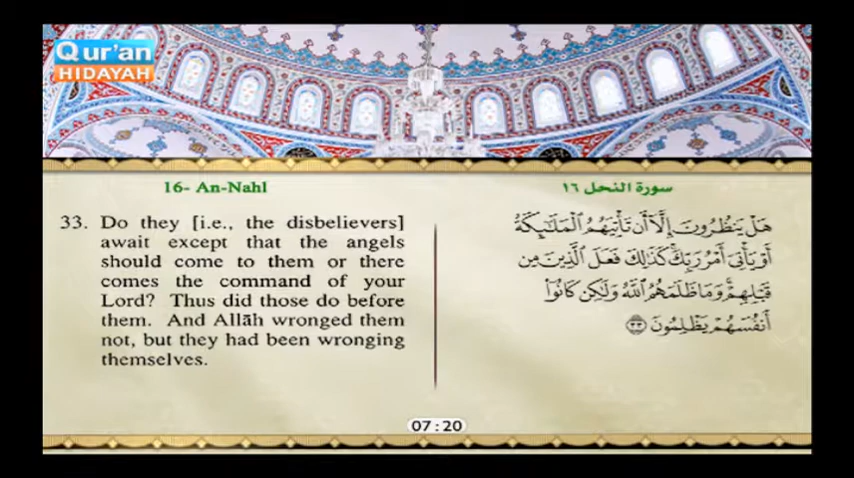 Qur'an
HIDAYAH
16- An-Nahl
سورة النحل ١٦
33. Do they [i.e., the disbelievers]
await except that the angels
should come to them or there
comes the command of your
Lord? Thus did those do before
them. And Allāh wronged them
not, but they had been wronging
themselves.
هَلْ يَنظُرُونَ إِلَّآ أَن تَأْتِيَهُمُ ٱلْمَلَـٰٓئِكَةُ
أَوْ يَأْتِىَ أَمْرُ رَبِّكَ ۚ كَذَٰلِكَ فَعَلَ ٱلَّذِينَ مِن
قَبْلِهِمْ ۚ وَمَا ظَلَمَهُمُ ٱللَّهُ وَلَـٰكِن كَانُوٓا۟
أَنفُسَهُمْ يَظْلِمُونَ ٣٣
07:20